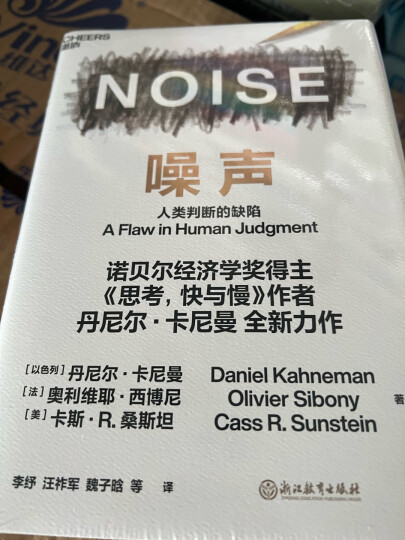 CHEERS
湛庐
NOISE
噪声
人类判断的缺陷
A Flaw in Human Judgment
诺贝尔经济学奖得主
《思考,快与慢》作者
丹尼尔·卡尼曼 全新力作
[以色列] 丹尼尔·卡尼曼 Daniel Kahneman
[法] 奥利维耶·西博尼 Olivier Sibony 著
[美] 卡斯·R. 桑斯坦 Cass R. Sunstein
李纾 汪祚军 魏子晗 等 译
浙江教育出版社